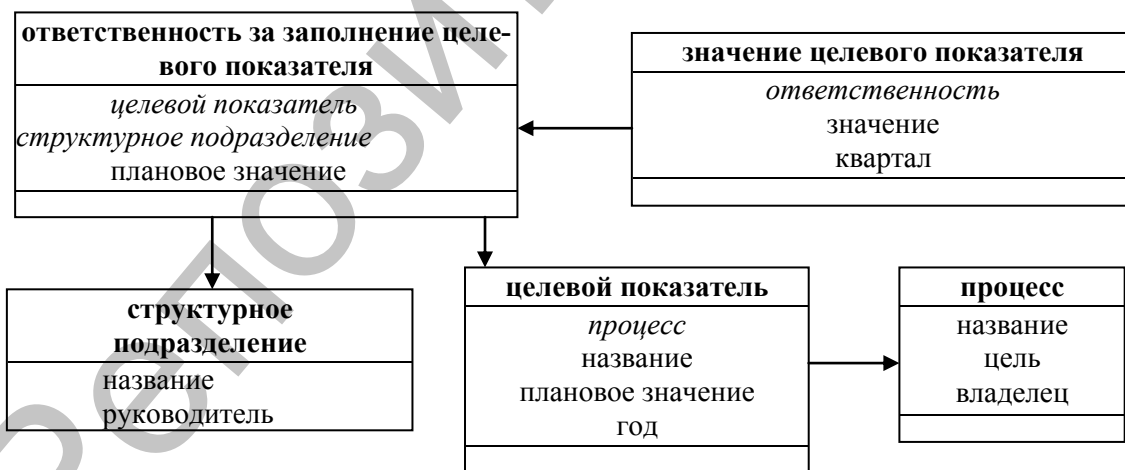 ответственность за заполнение целе-
вого показателя
целевой показатель
структурное подразделение
плановое значение
значение целевого показателя
ответственность
значение
квартал
структурное
подразделение
название
руководитель
целевой показатель
процесс
название
плановое значение
год
процесс
название
цель
владелец